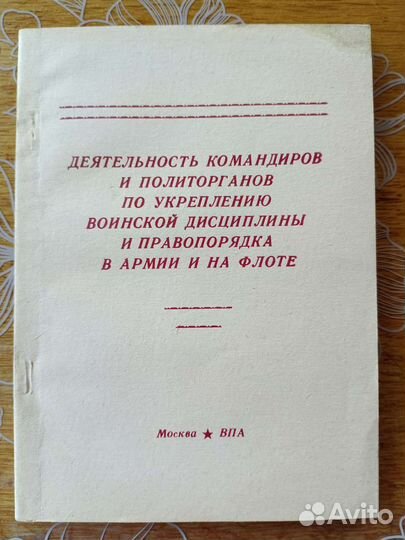 ДЕЯТЕЛЬНОСТЬ КОМАНДИРОВ
И ПОЛИТОРГАНОВ
ПО УКРЕПЛЕНИЮ
ВОИНСКОЙ ДИСЦИПЛИНЫ
И ПРАВОПОРЯДКА
В АРМИИ И НА ФЛОТЕ
Москва ★ ВПА
Avito